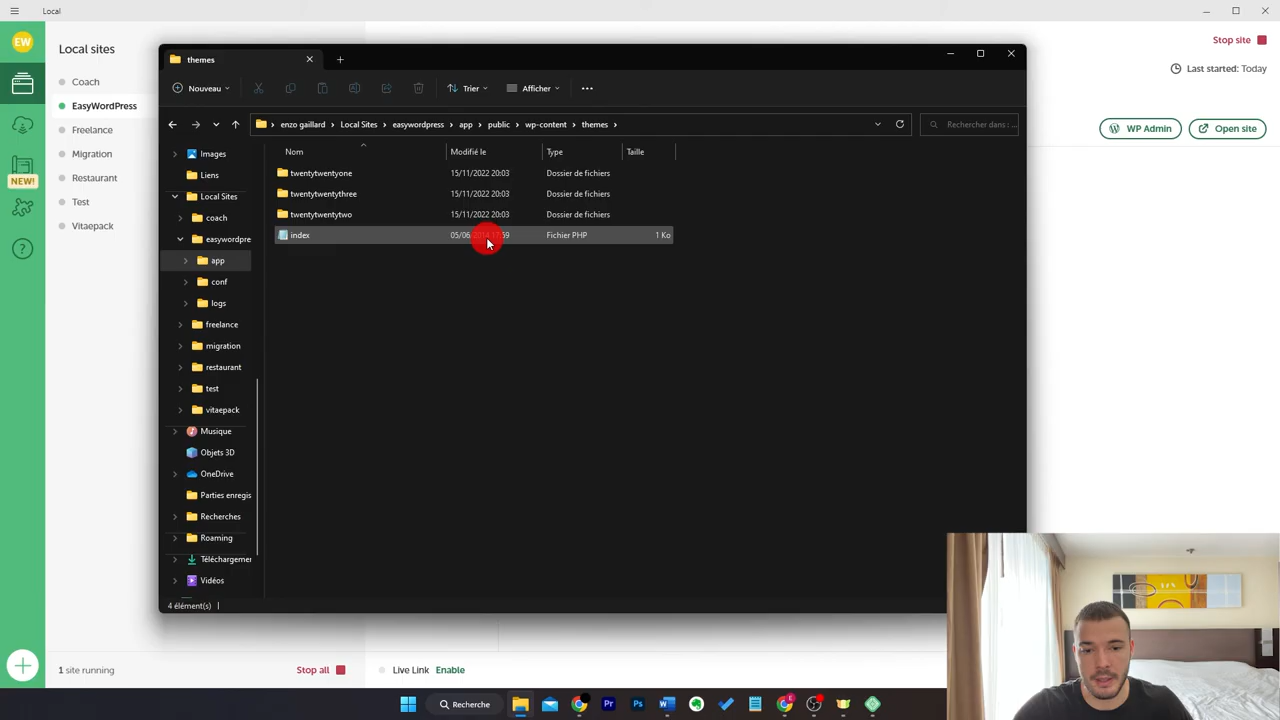 Local
EW
Local sites
Stop site
Last started: Today
Coach
EasyWordPress
Freelance
Migration
Restaurant
Test
Vitaepack
NEW!
WP Admin
Open site
themes
Nouveau
Trier
Afficher
enzo gaillard > Local Sites > easywordpress > app > public > wp-content > themes >
Rechercher dans : ...
Nom Modifié le Type Taille
twentytwentyone 15/11/2022 20:03 Dossier de fichiers
twentytwentythree 15/11/2022 20:03 Dossier de fichiers
twentytwentytwo 15/11/2022 20:03 Dossier de fichiers
index Fichier PHP 1 Ko
Images
Liens
Local Sites
coach
easywordpre
app
conf
logs
freelance
migration
restaurant
test
vitaepack
Musique
Objets 3D
OneDrive
Parties enregis
Recherches
Roaming
Téléchargemer
Vidéos
4 élément(s)
1 site running
Stop all
Live Link Enable
Recherche
Pr
Ps